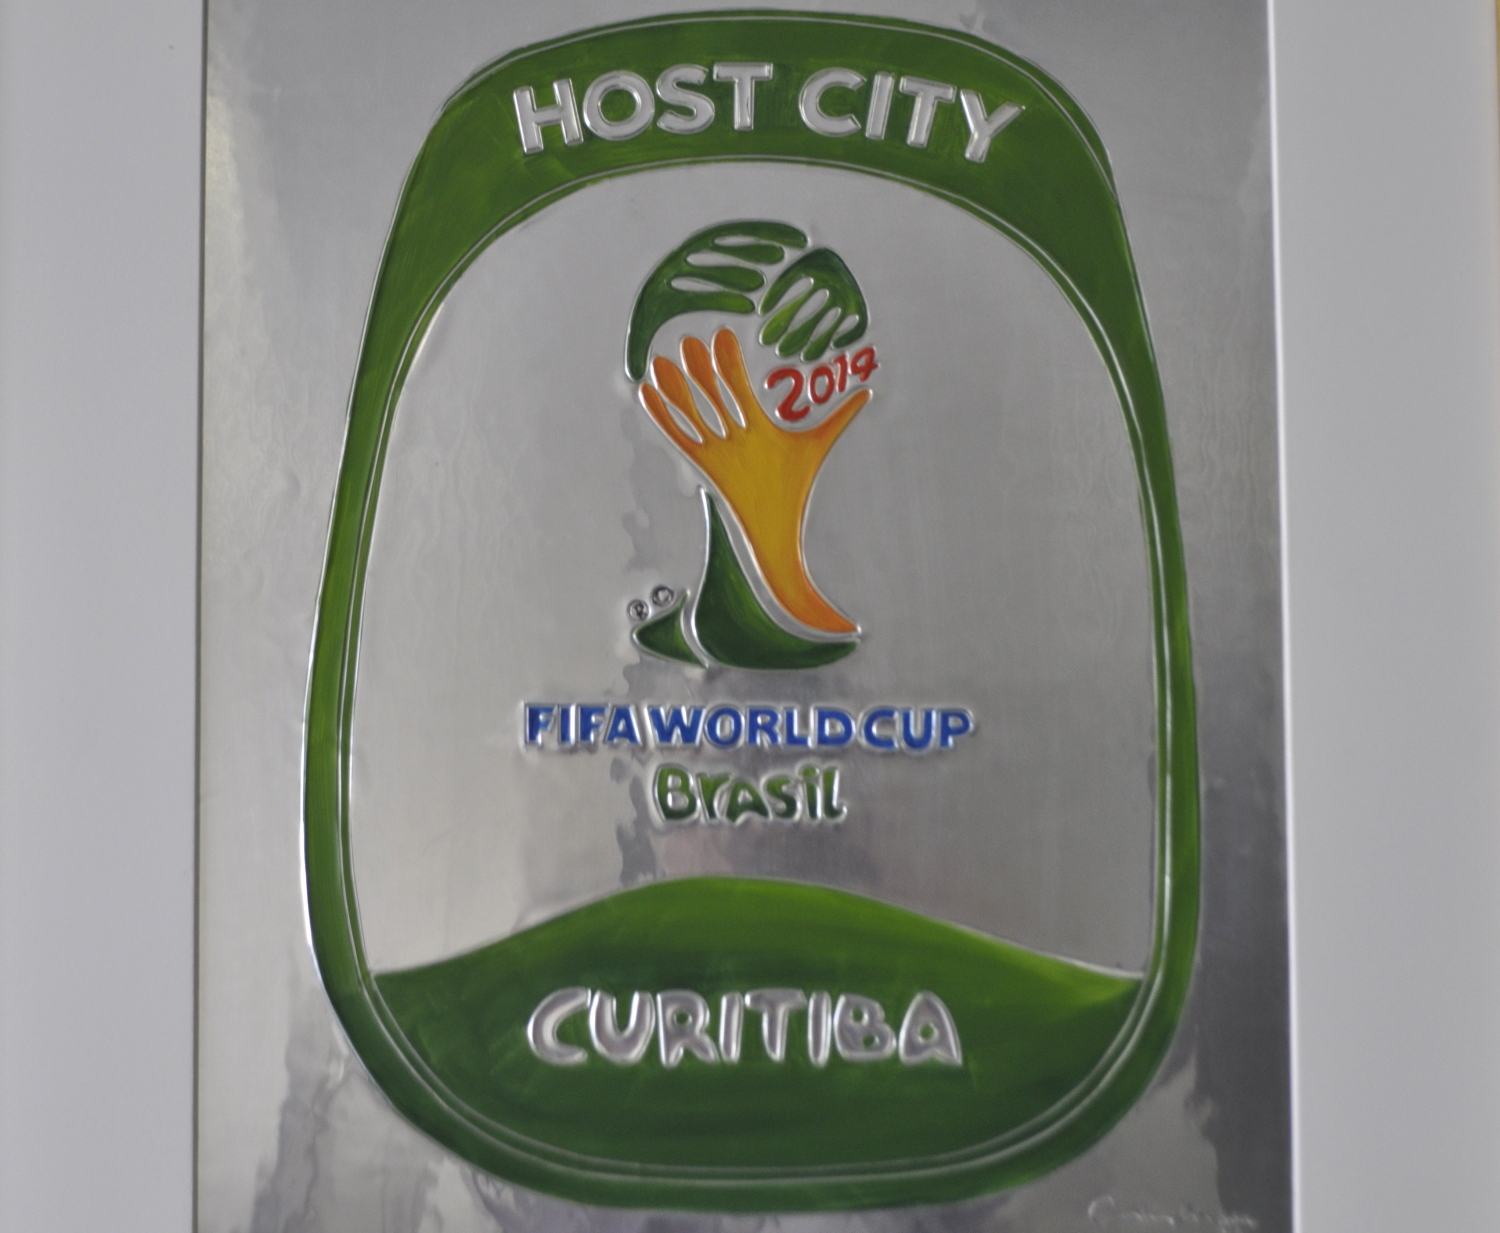 HOST CITY
2014
® ©
FIFA WORLD CUP
Brasil
CURITIBA